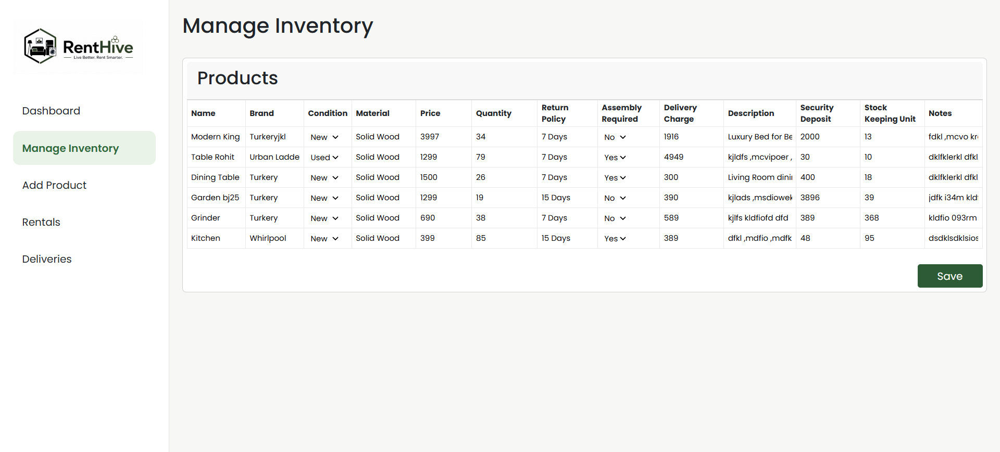 RentHive
Live Better. Rent Smarter.
Dashboard
Manage Inventory
Add Product
Rentals
Deliveries
Manage Inventory
Products
Name Brand Condition Material Price Quantity Return Policy Assembly Required Delivery Charge Description Security Deposit Stock Keeping Unit Notes
Modern King Turkeryjkl New Solid Wood 3997 34 7 Days No 1916 Luxury Bed for Be 2000 13 fdkl ,mcvo kr
Table Rohit Urban Ladde Used Solid Wood 1299 79 7 Days Yes 4949 kjldfs ,mcvipoer , 30 10 dklfklerkl dfkl
Dining Table Turkery New Solid Wood 1500 26 7 Days Yes 300 Living Room dini 400 18 dklfklerkl dfkl
Garden bj25 Turkery New Solid Wood 1299 19 15 Days No 390 kjlads ,msdiowek 3896 39 jdfk i34m kld
Grinder Turkery New Solid Wood 690 38 7 Days No 589 kjlfs kldfiofd dfd 389 368 kldfio 093rm
Kitchen Whirlpool New Solid Wood 399 85 15 Days Yes 389 dfkl ,mdfio ,mdfk 48 95 dsdklsdklsios
Save